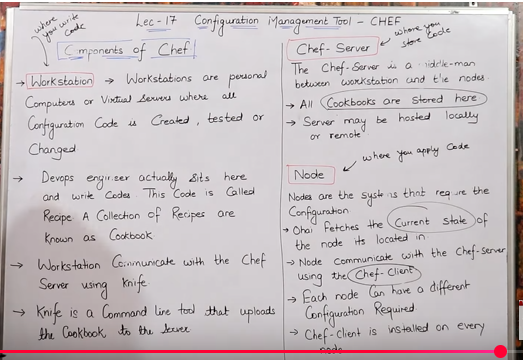 where
you write
code
Lec - 17 Configuration Management Tool - CHEF
Components of Chef
→ Workstation → Workstations are personal
Computers or Virtual Servers where all
Configuration Code is Created, tested or
Changed
→ Devops engineer actually sits here
and write Codes. This Code is Called
Recipe A Collection of Recipes are
known as Cookbook
→ Workstation Communicate with the Chef
Server using Knife
→ Knife is a Command line tool that uploads
the Cookbook to the Server
Chef-Server
where you
store Code
The Chef-Server is a middle-man
between workstation and the nodes
→ All Cookbooks are Stored here
→ Server may be hosted locally
or remote
where you apply Code
Node
Nodes are the systems that require the
Configuration
→ Ohai fetches the Current State of
the node its located in
→ Node communicate with the Chef-Server
using the Chef-Client
→ Each node Can have a different
Configuration Required
→ Chef-client is installed on every
node